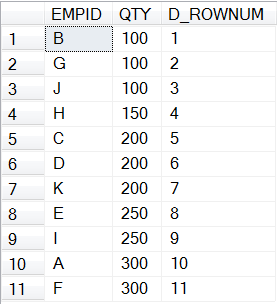 EMPID QTY D_ROWNUM
1 B 100 1
2 G 100 2
3 J 100 3
4 H 150 4
5 C 200 5
6 D 200 6
7 K 200 7
8 E 250 8
9 I 250 9
10 A 300 10
11 F 300 11